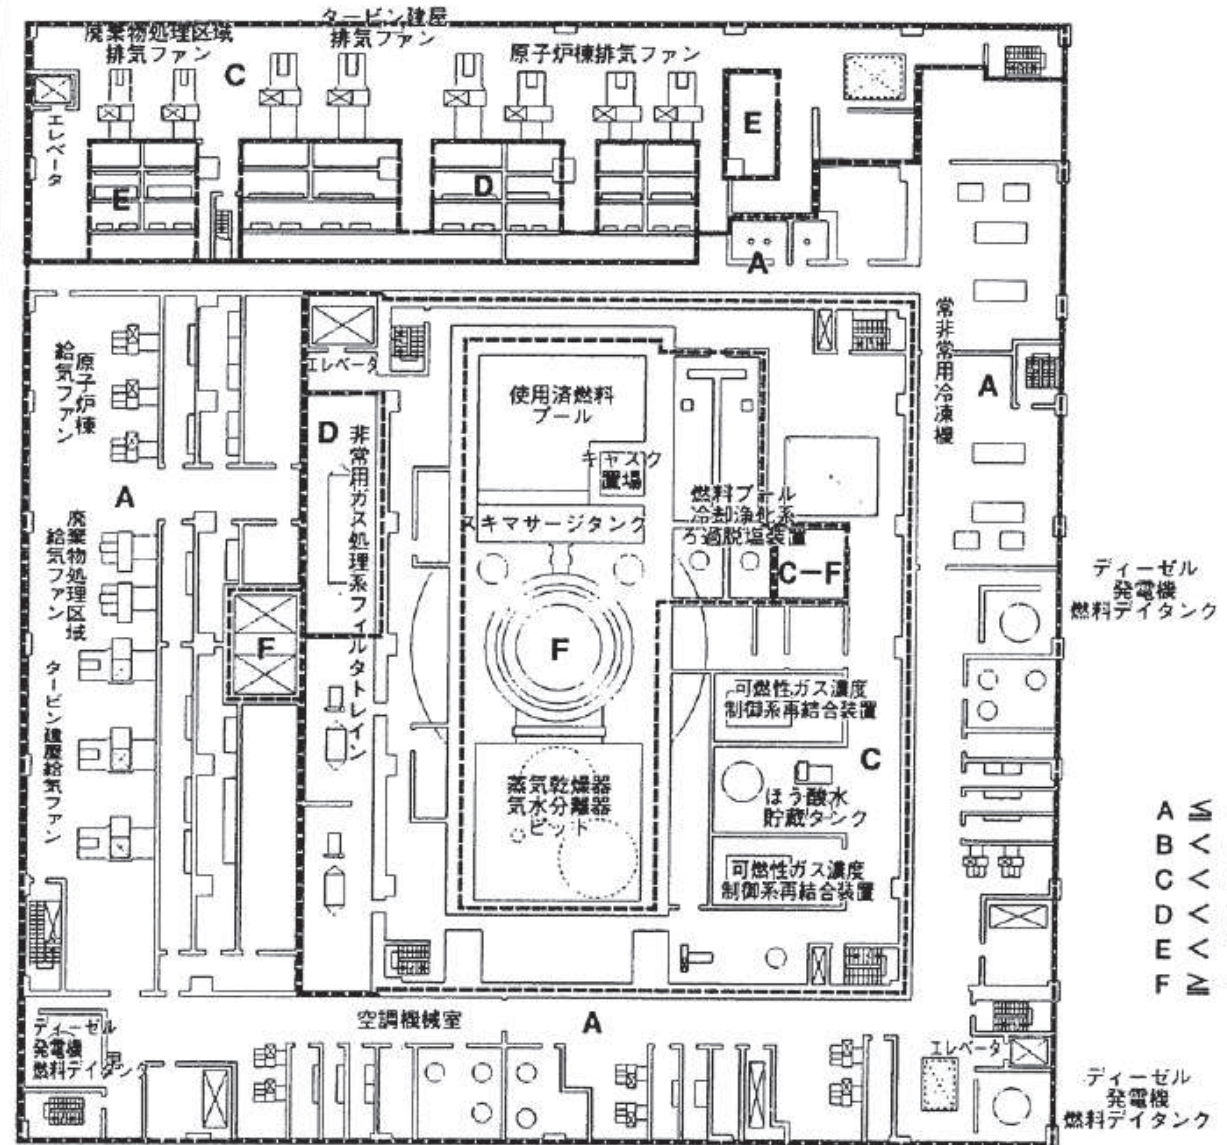 廃棄物処理区域
排気ファン
タービン建屋
排気ファン
原子炉棟排気ファン
C
E
エレベータ
E
D
A
原子炉棟
給気ファン
エレベータ
常非常用冷凍機
A
使用済燃料
プール
D
非常用ガス処理系フィルタトレイン
キャスク
置場
A
燃料プール
冷却浄化系
ろ過脱塩装置
スキマサージタンク
廃棄物処理区域
給気ファン
C-F
ディーゼル
発電機
燃料デイタンク
F
F
タービン建屋給気ファン
可燃性ガス濃度
制御系再結合装置
C
蒸気乾燥器
気水分離器
ピット
ほう酸水
貯蔵タンク
可燃性ガス濃度
制御系再結合装置
A ≦
B <
C <
D <
E <
F ≧
空調機械室
A
ディーゼル
発電機
燃料デイタンク
エレベータ
ディーゼル
発電機
燃料デイタンク